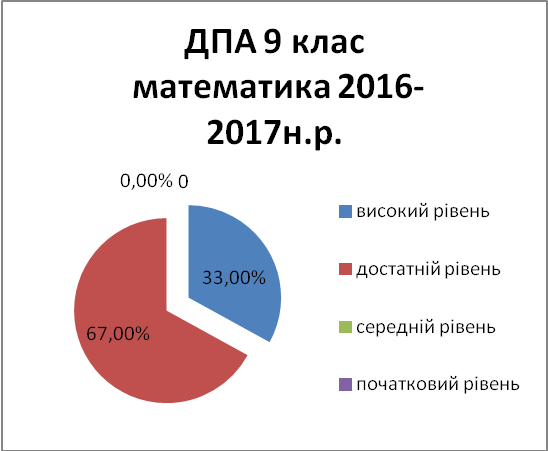 ДПА 9 клас
математика 2016-
2017н.р.
0,00% 0
високий рівень
33,00%
достатній рівень
67,00%
середній рівень
початковий рівень